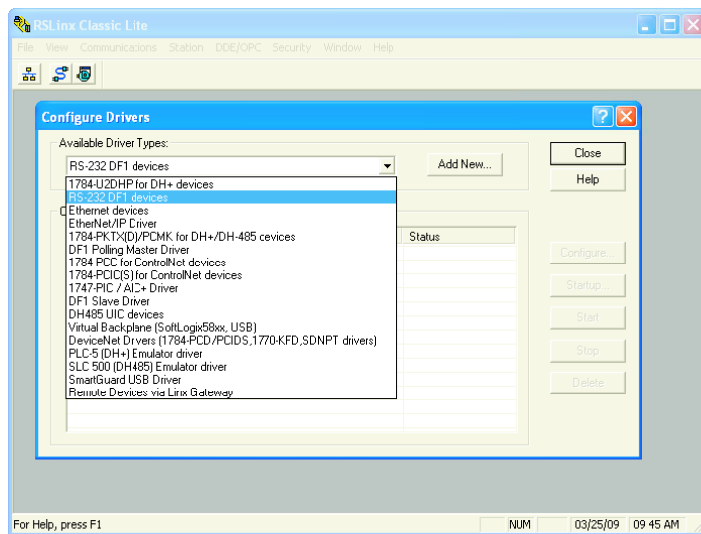 RSLinx Classic Lite
File View Communications Station DDE/OPC Security Window Help
Configure Drivers
Available Driver Types:
RS-232 DF1 devices
Add New...
Close
Help
1784-U2DHP for DH+ devices
RS-232 DF1 devices
Ethernet devices
EtherNet/IP Driver
1784-PKTX(D)/PCMK for DH+/DH-485 cevices
DF1 Polling Master Driver
1784 PCC for ControlNet devices
1784-PCIC(S) for ControlNet devices
1747-PIC / AIC+ Driver
DF1 Slave Driver
DH485 UIC devices
Virtual Backplane (SoftLogix58xx, USB)
DeviceNet Drivers (1784-PCD/PCIDS,1770-KFD,SDNPT drivers)
PLC-5 (DH+) Emulator driver
SLC 500 (DH485) Emulator driver
SmartGuard USB Driver
Remote Devices via Linx Gateway
Status
Configure...
Startup...
Start
Stop
Delete
For Help, press F1
NUM
03/25/09
09 45 AM